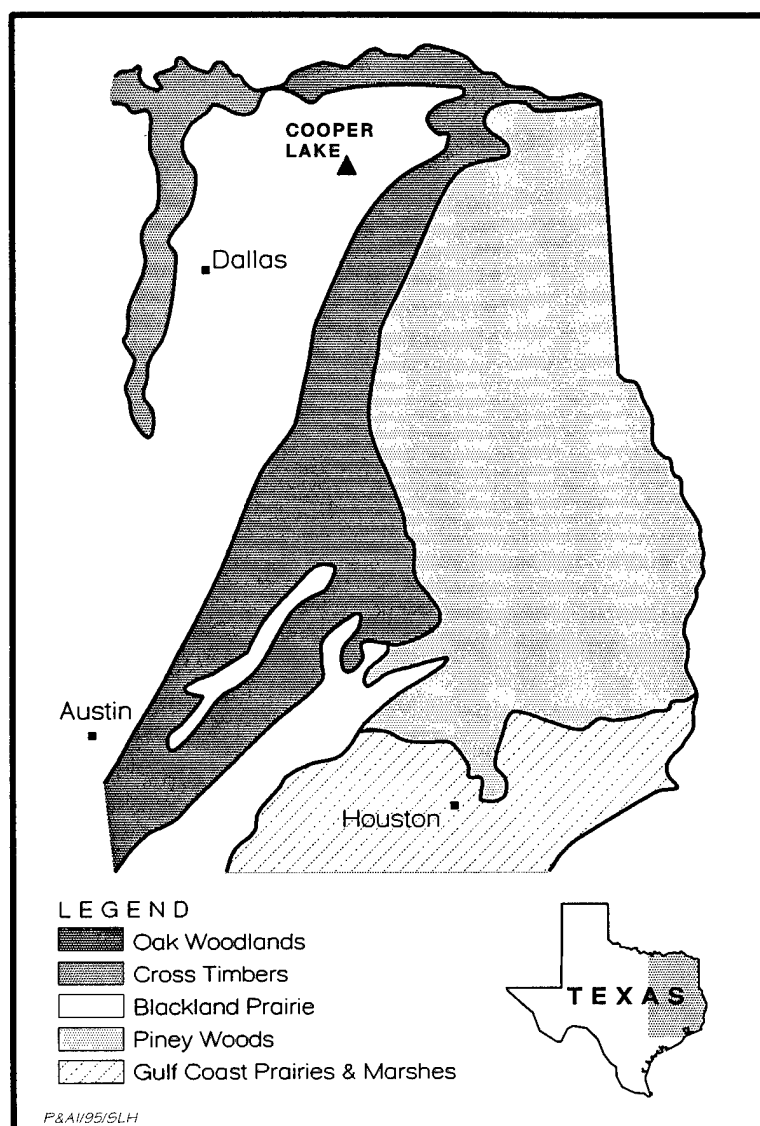 COOPER
LAKE
Dallas
Austin
Houston
LEGEND
Oak Woodlands
Cross Timbers
Blackland Prairie
Piney Woods
Gulf Coast Prairies & Marshes
TEXAS
P&AI/95/SLH